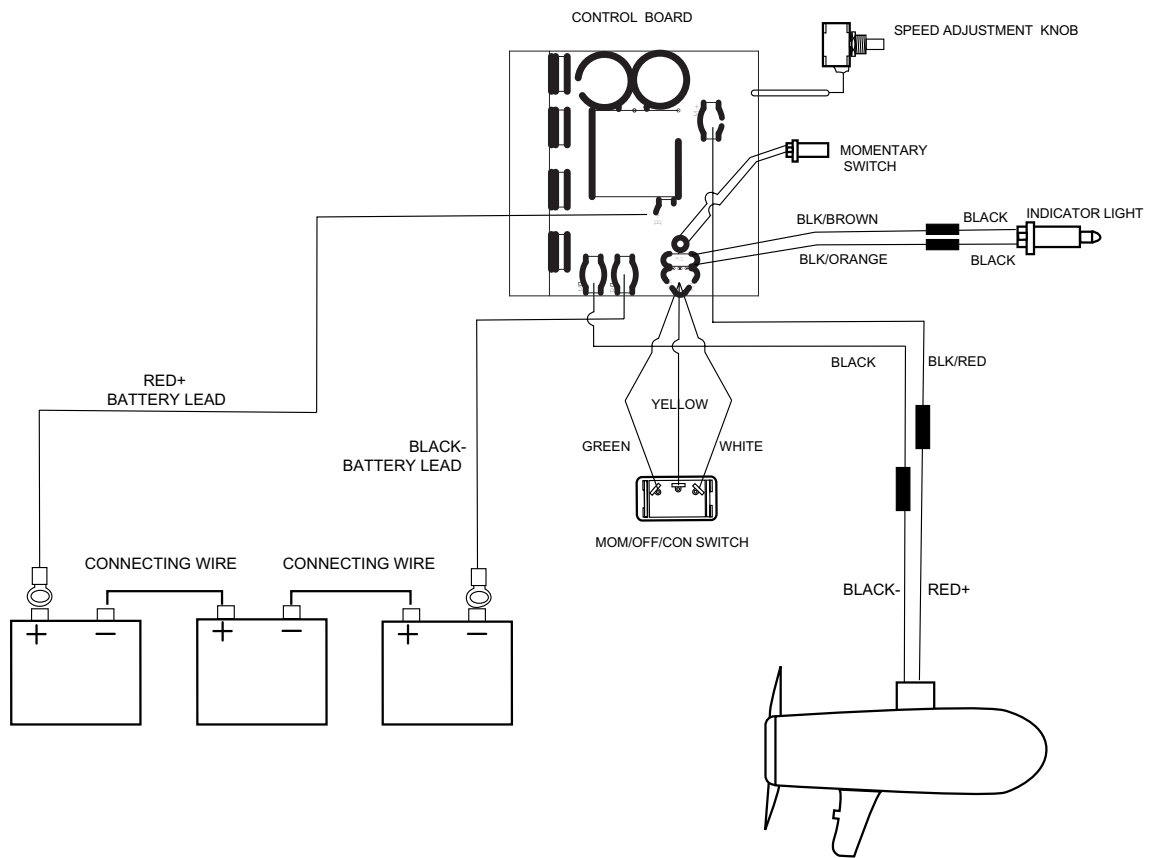 CONTROL BOARD
SPEED ADJUSTMENT KNOB
MOMENTARY
SWITCH
BLK/BROWN
BLACK
INDICATOR LIGHT
BLK/ORANGE
BLACK
BLACK
BLK/RED
RED+
BATTERY LEAD
YELLOW
GREEN
WHITE
BLACK-
BATTERY LEAD
MOM/OFF/CON SWITCH
CONNECTING WIRE
CONNECTING WIRE
BLACK-
RED+
+
−
+
−
+
−